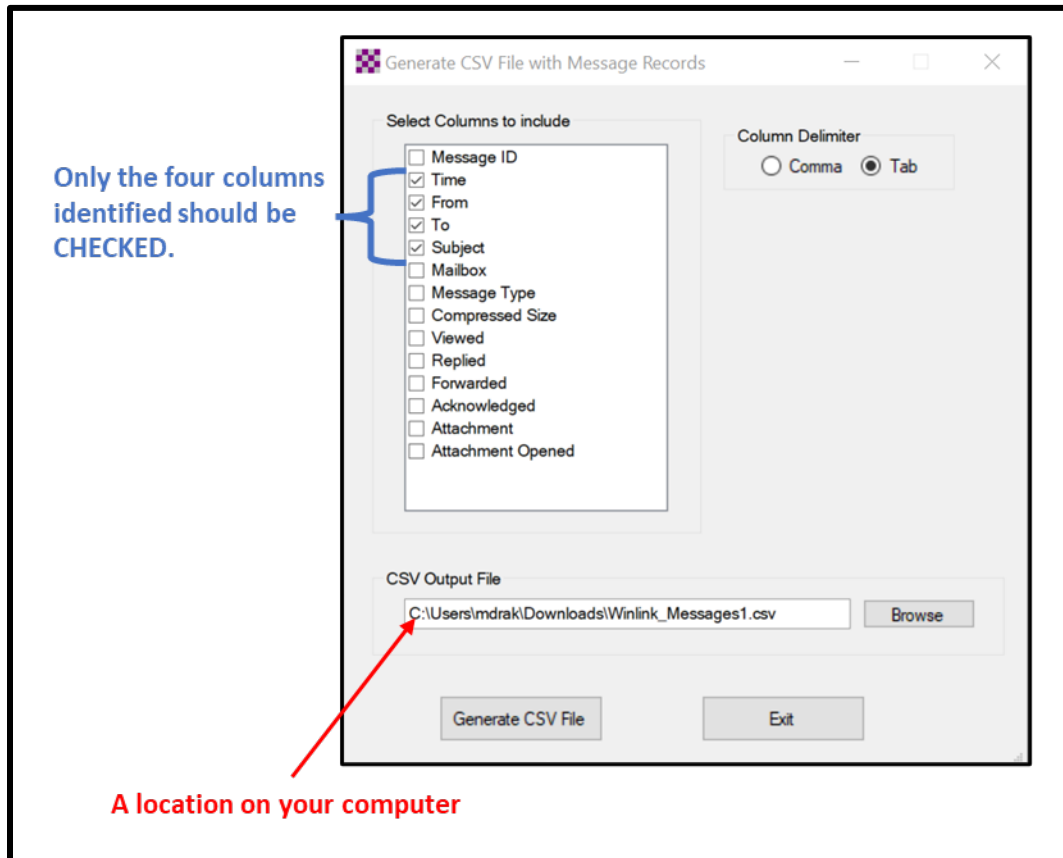 Generate CSV File with Message Records
Select Columns to include
Column Delimiter
Message ID
Comma
Tab
Only the four columns
identified should be
CHECKED.
Time
From
To
Subject
Mailbox
Message Type
Compressed Size
Viewed
Replied
Forwarded
Acknowledged
Attachment
Attachment Opened
CSV Output File
C:\Users\mdrak\Downloads\Winlink_Messages1.csv
Browse
Generate CSV File
Exit
A location on your computer